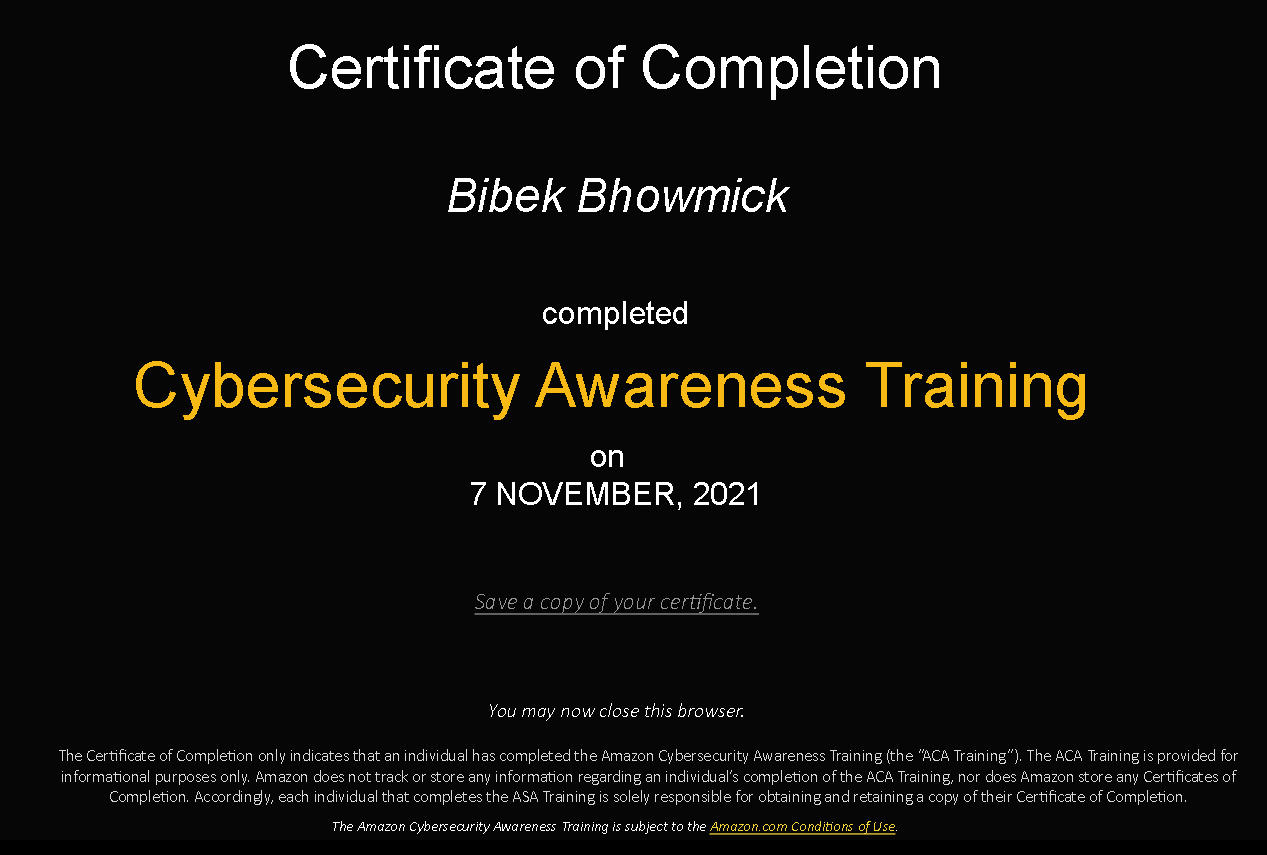 Certificate of Completion
Bibek Bhowmick
completed
Cybersecurity Awareness Training
on
7 NOVEMBER, 2021
Save a copy of your certificate.
You may now close this browser.
The Certificate of Completion only indicates that an individual has completed the Amazon Cybersecurity Awareness Training (the “ACA Training”). The ACA Training is provided for
informational purposes only. Amazon does not track or store any information regarding an individual’s completion of the ACA Training, nor does Amazon store any Certificates of
Completion. Accordingly, each individual that completes the ASA Training is solely responsible for obtaining and retaining a copy of their Certificate of Completion.
The Amazon Cybersecurity Awareness Training is subject to the Amazon.com Conditions of Use.